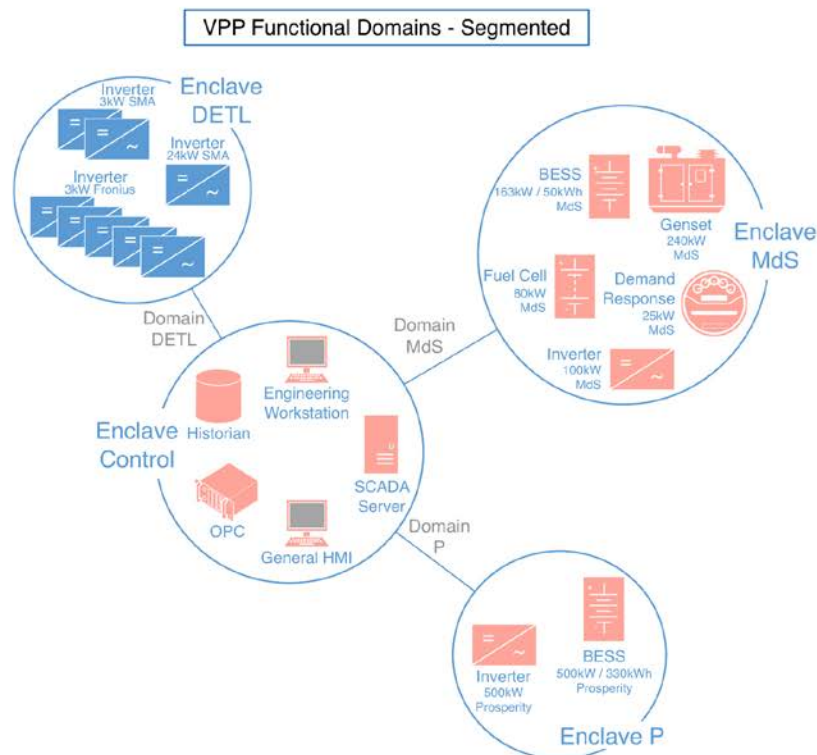 VPP Functional Domains - Segmented
Enclave
DETL
Inverter
3kW SMA
Inverter
24kW SMA
Inverter
3kW Fronius
BESS
163kW / 50kWh
MdS
Genset
240kW
MdS
Enclave
MdS
Fuel Cell
60kW
MdS
Demand
Response
25kW
MdS
Inverter
100kW
MdS
Domain
DETL
Domain
MdS
Engineering
Workstation
Historian
Enclave
Control
SCADA
Server
OPC
General HMI
Domain
P
BESS
500kW / 330kWh
Prosperity
Inverter
500kW
Prosperity
Enclave P